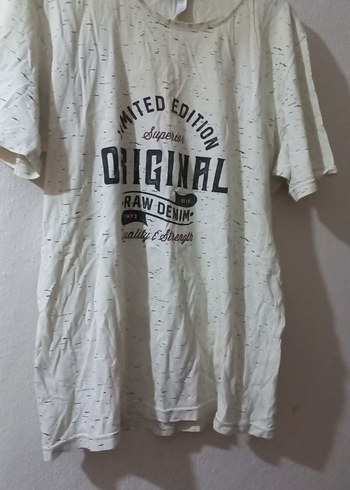 LIMITED EDITION
Superior
ORIGINAL
RAW DENIM
Quality & Strength